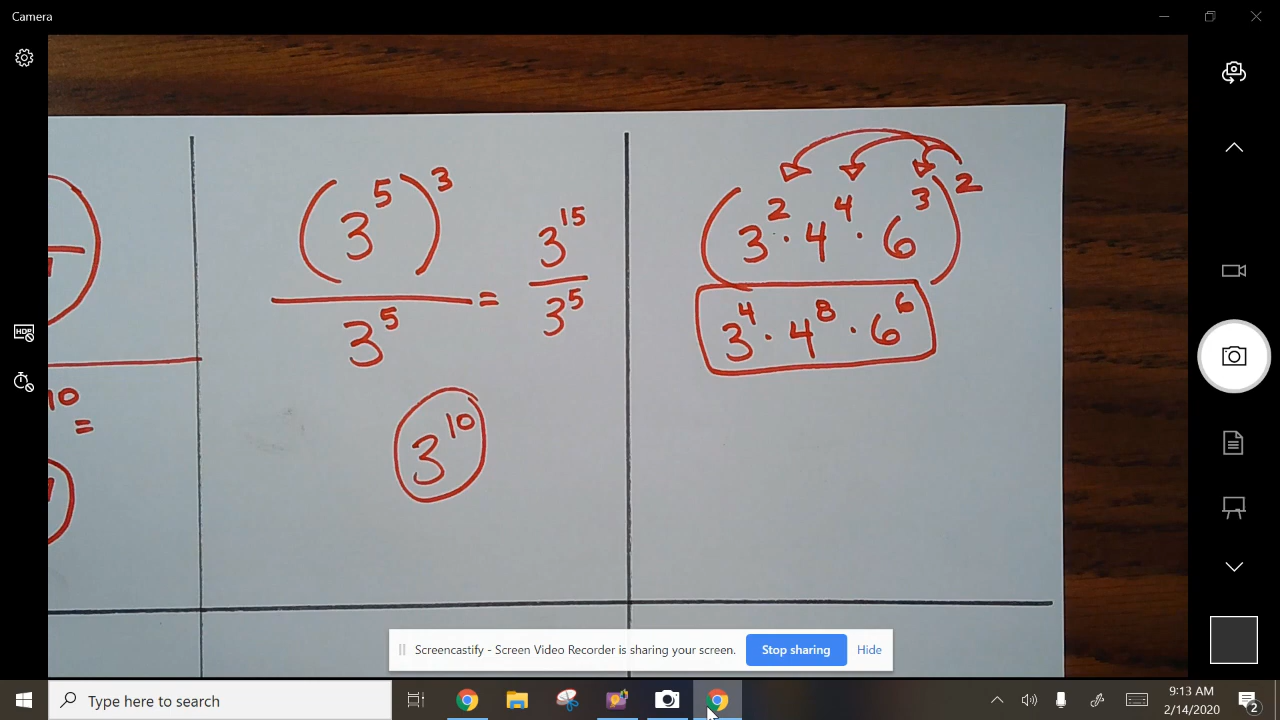 Camera
(3^5)^3
3^5
=
3^15
3^5
3^10
(3^2 · 4^4 · 6^3)^2
3^4 · 4^8 · 6^6
10
=
Screencastify - Screen Video Recorder is sharing your screen.
Stop sharing
Hide
Type here to search
9:13 AM
2/14/2020
2